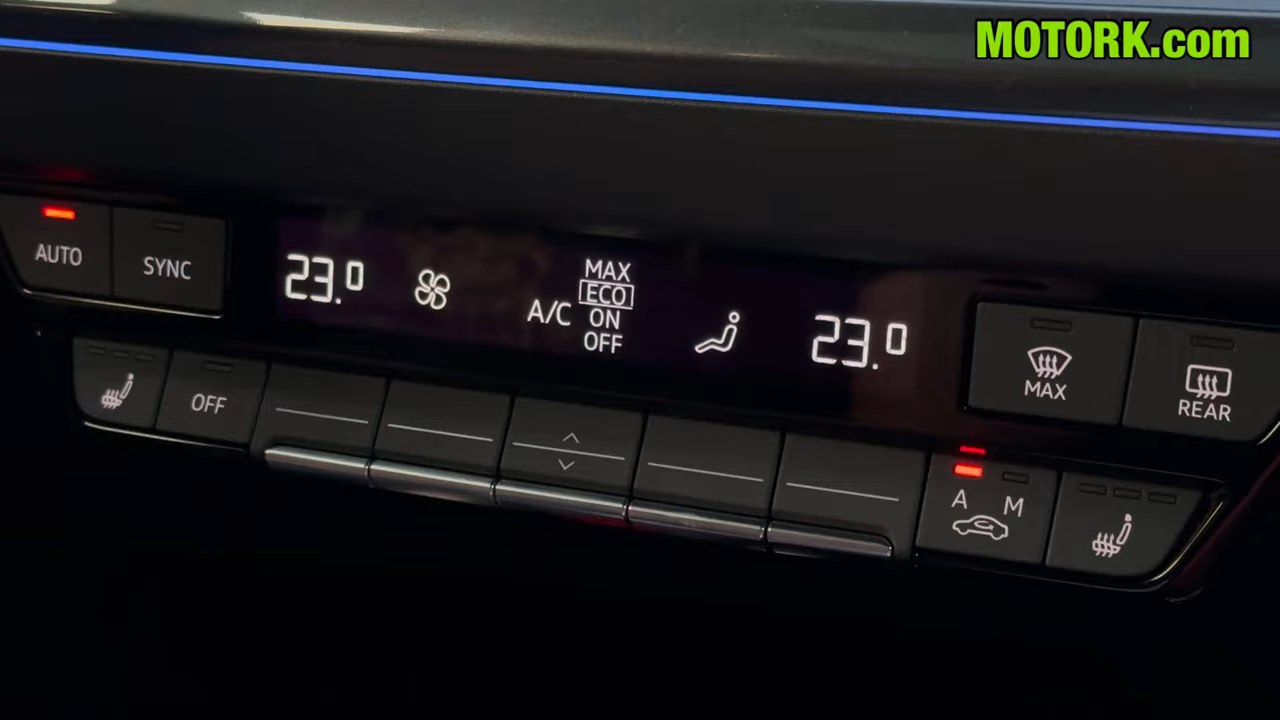 MOTORK.com
AUTO
SYNC
23.0
A/C
MAX
ECO
ON
OFF
23.0
MAX
REAR
OFF
A M